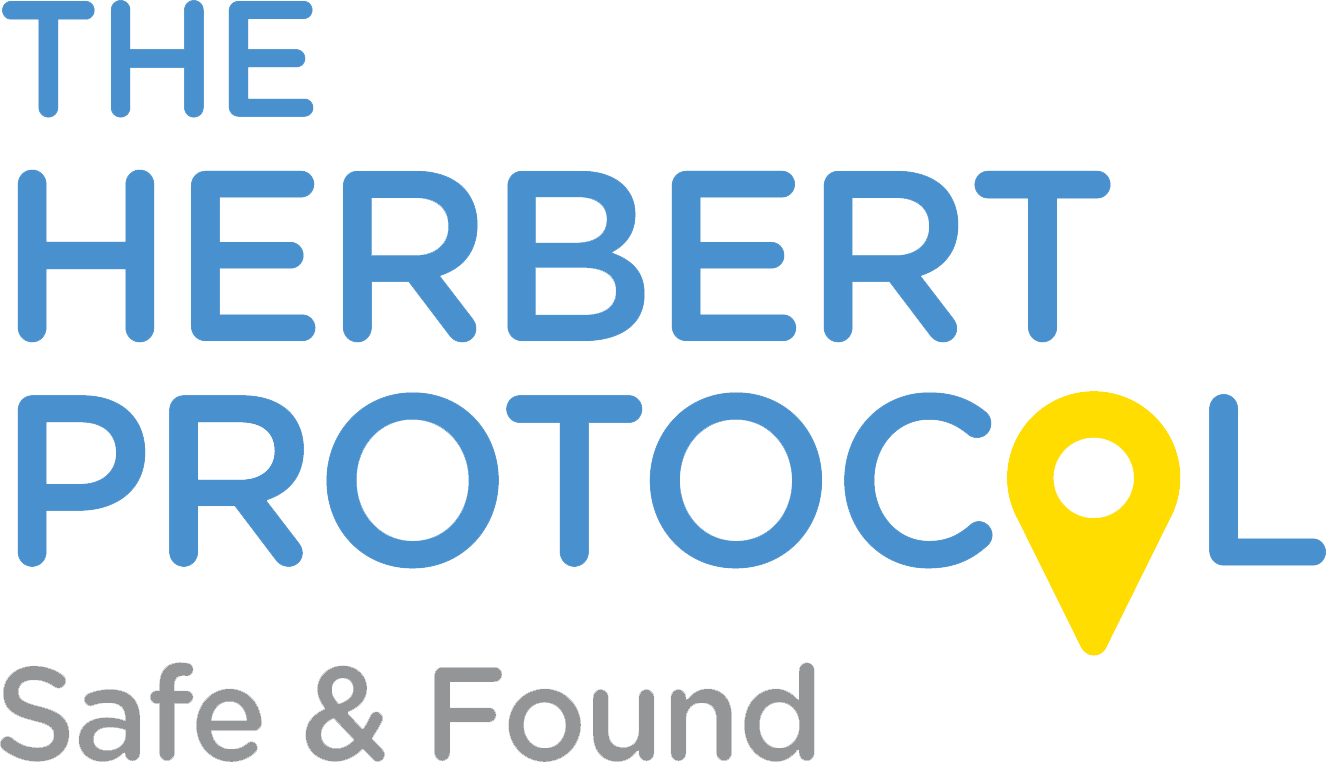 THE
HERBERT
PROTOCOL
Safe & Found